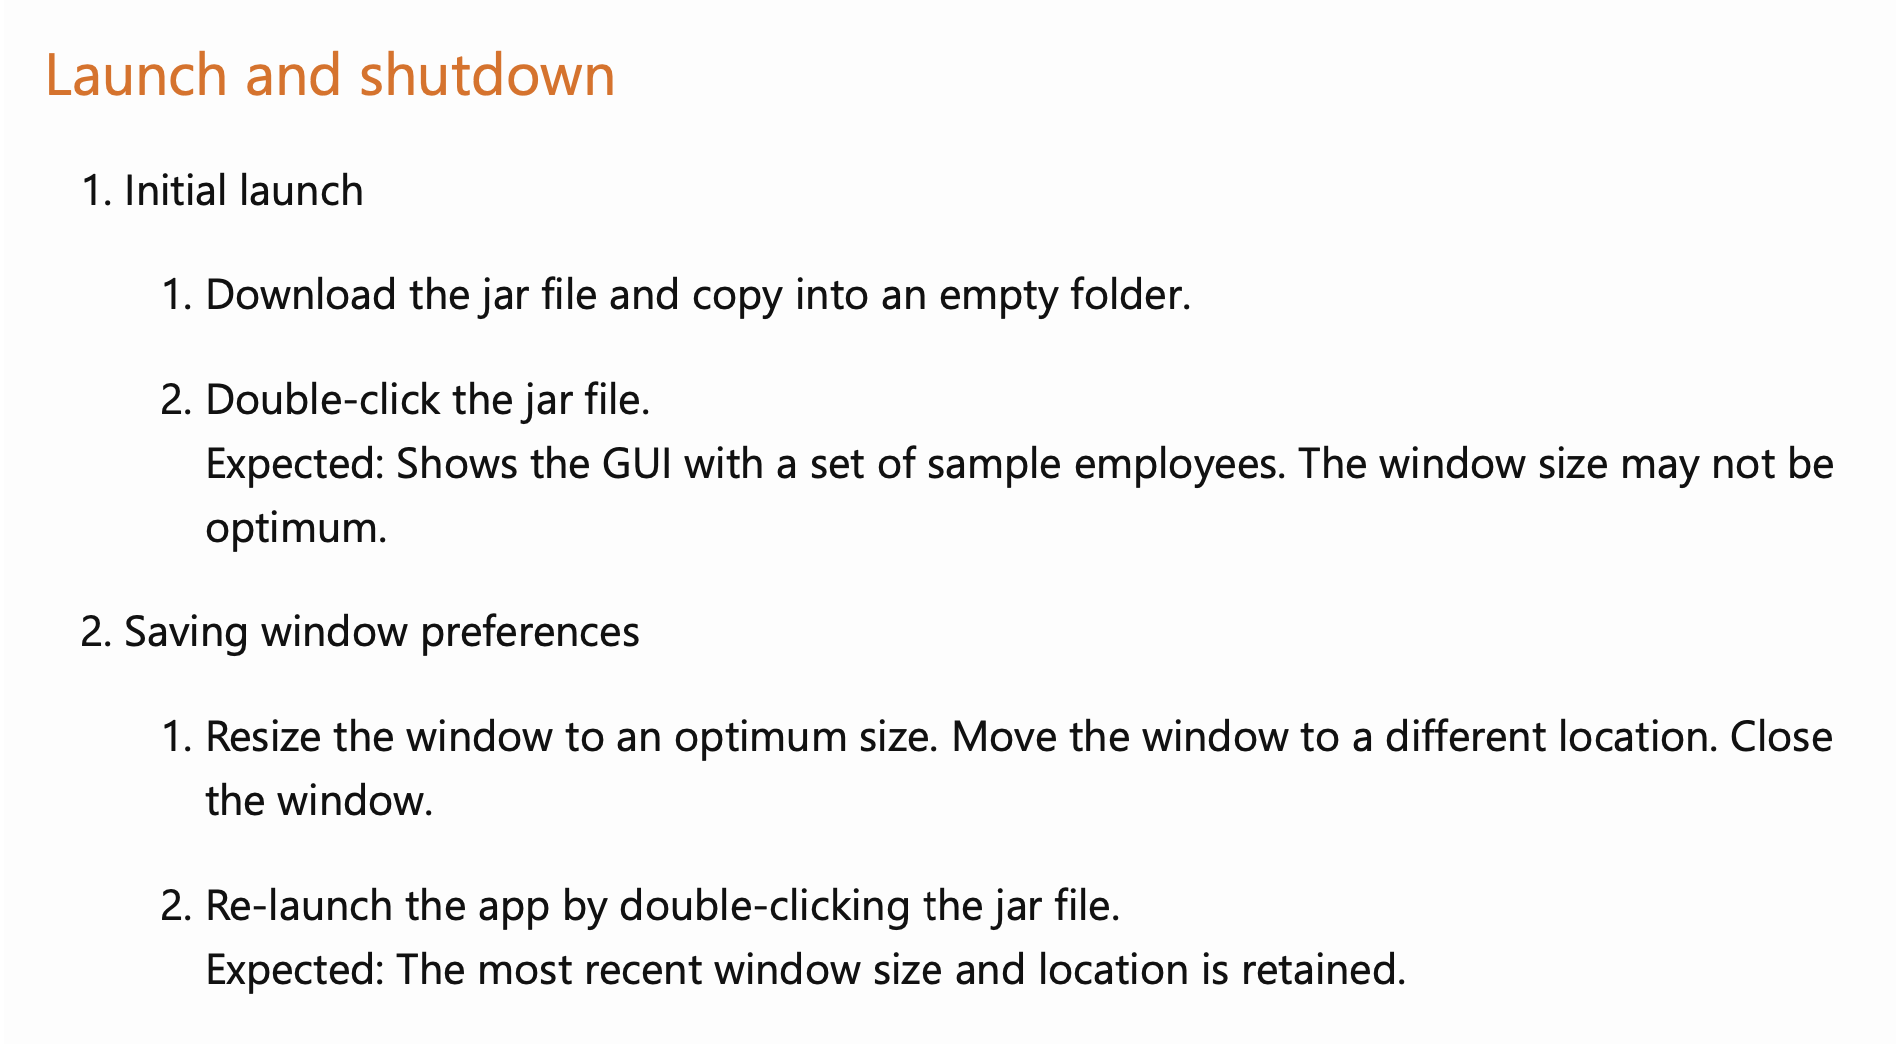 Launch and shutdown
1. Initial launch
1. Download the jar file and copy into an empty folder.
2. Double-click the jar file.
Expected: Shows the GUI with a set of sample employees. The window size may not be
optimum.
2. Saving window preferences
1. Resize the window to an optimum size. Move the window to a different location. Close
the window.
2. Re-launch the app by double-clicking the jar file.
Expected: The most recent window size and location is retained.